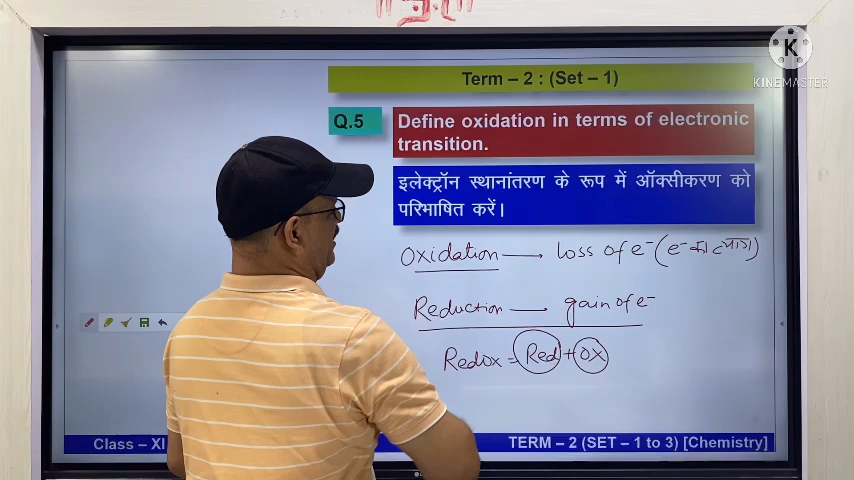 K
KINEMASTER
Term – 2 : (Set – 1)
Q.5
Define oxidation in terms of electronic
transition.
इलेक्ट्रॉन स्थानांतरण के रूप में ऑक्सीकरण को
परिभाषित करें।
Oxidation — loss of e⁻ (e⁻ का त्याग)
Reduction — gain of e⁻
Redox = Red + Ox
Class – XI
TERM – 2 (SET – 1 to 3) [Chemistry]